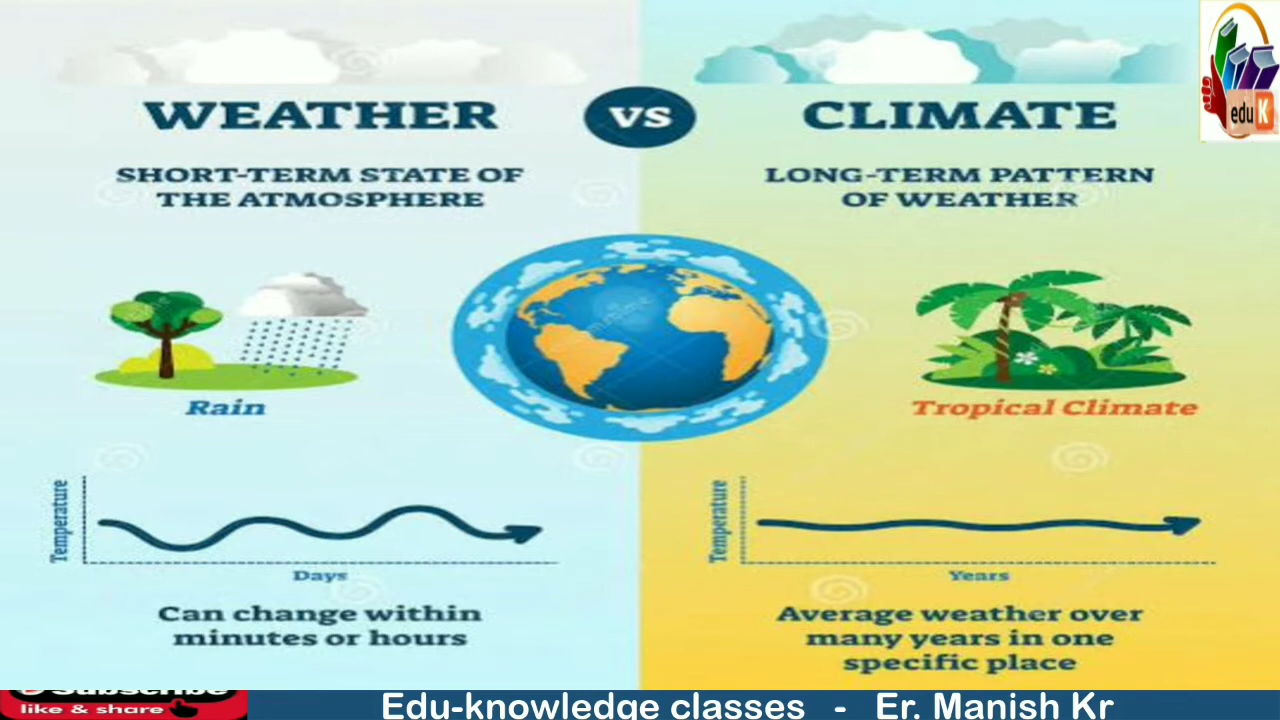 WEATHER
VS
CLIMATE
edu K
SHORT-TERM STATE OF
THE ATMOSPHERE
LONG-TERM PATTERN
OF WEATHER
Rain
Tropical Climate
Temperature
Days
Temperature
Years
Can change within
minutes or hours
Average weather over
many years in one
specific place
Subscribe
like & share
Edu-knowledge classes - Er. Manish Kr